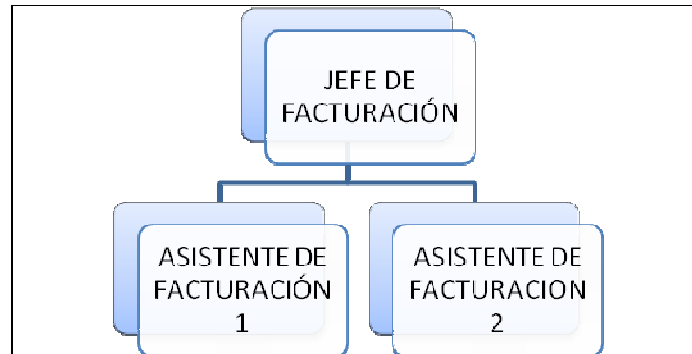 JEFE DE
FACTURACIÓN
ASISTENTE DE
FACTURACIÓN
1
ASISTENTE DE
FACTURACION
2